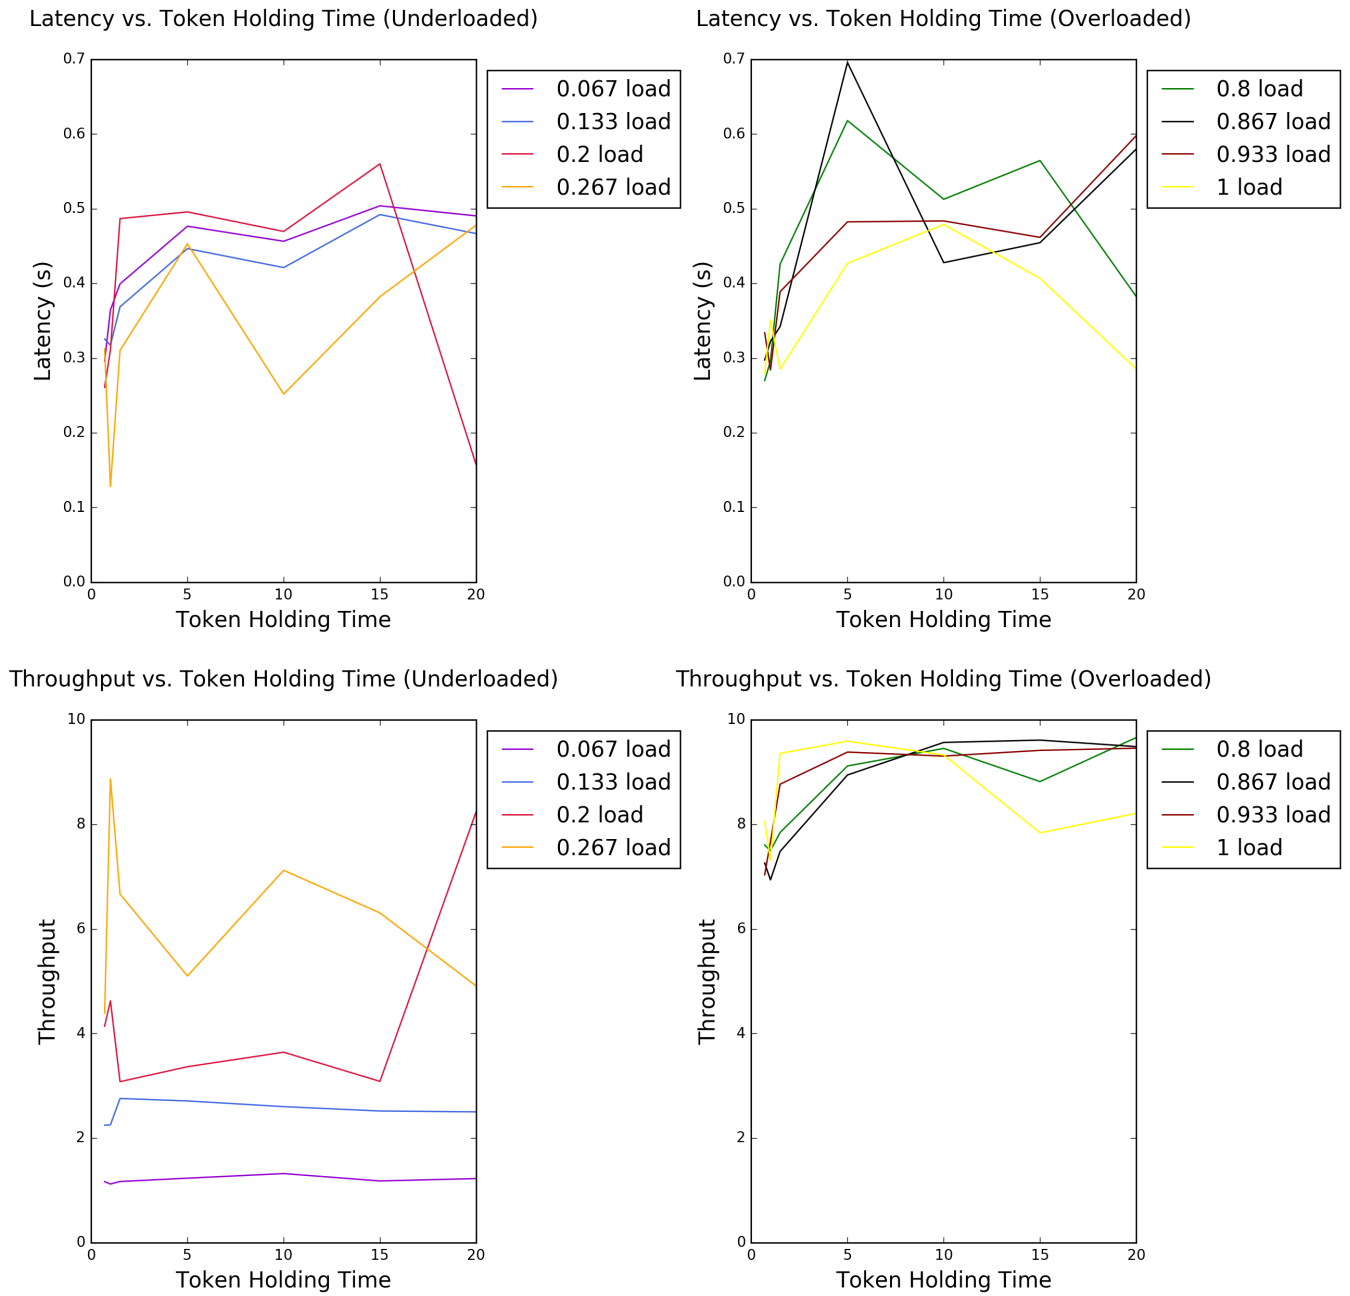 Latency vs. Token Holding Time (Underloaded)
0.7
0.6
0.5
0.4
0.3
0.2
0.1
0.0
Latency (s)
0 5 10 15 20
Token Holding Time
0.067 load
0.133 load
0.2 load
0.267 load
Latency vs. Token Holding Time (Overloaded)
0.7
0.6
0.5
0.4
0.3
0.2
0.1
0.0
Latency (s)
0 5 10 15 20
Token Holding Time
0.8 load
0.867 load
0.933 load
1 load
Throughput vs. Token Holding Time (Underloaded)
10
8
6
4
2
0
Throughput
0 5 10 15 20
Token Holding Time
0.067 load
0.133 load
0.2 load
0.267 load
Throughput vs. Token Holding Time (Overloaded)
10
8
6
4
2
0
Throughput
0 5 10 15 20
Token Holding Time
0.8 load
0.867 load
0.933 load
1 load